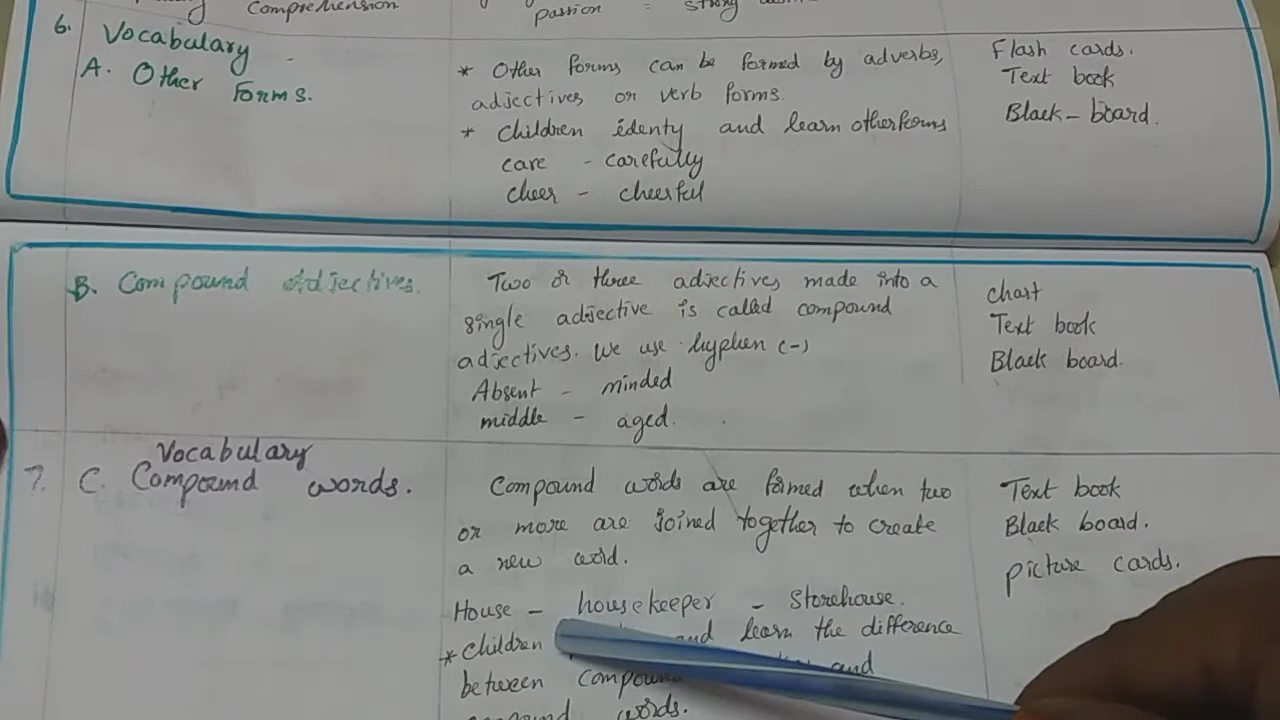 Comprehension
passion = strong
6. Vocabulary
A. Other Forms.
* Other forms can be formed by adverbs,
adjectives or verb forms.
* children identy and learn otherforms
care - carefully
cheer - cheerful
Flash cards.
Text book
Black-board.
B. Compound Adjectives.
Two or three adjectives made into a
single adjective is called compound
adjectives. We use hyphen (-)
Absent - minded
middle - aged.
chart
Text book
Black board.
Vocabulary
7. C. Compound words.
Compound words are formed when two
or more are joined together to create
a new word.
House - housekeeper - Storehouse.
* Children and learn the difference
between compound and
words.
Text book
Black board.
picture cards.